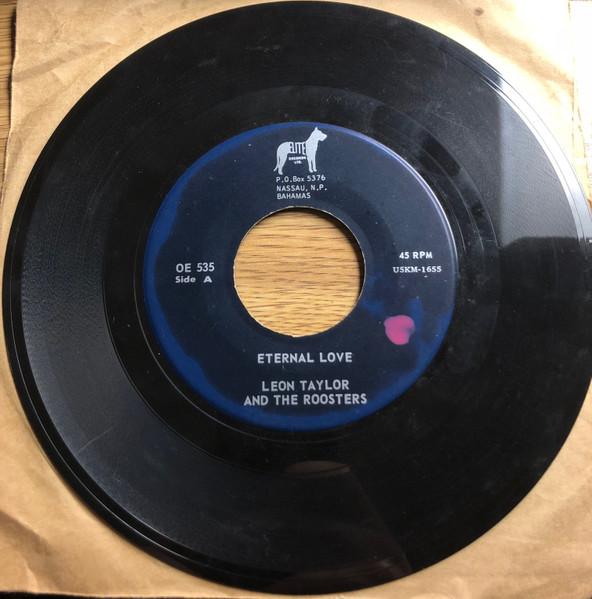 ELITE
RECORDS
LTD.
P.O.Box 5376
NASSAU, N.P.
BAHAMAS
OE 535
Side A
45 RPM
USKM-1655
ETERNAL LOVE
LEON TAYLOR
AND THE ROOSTERS